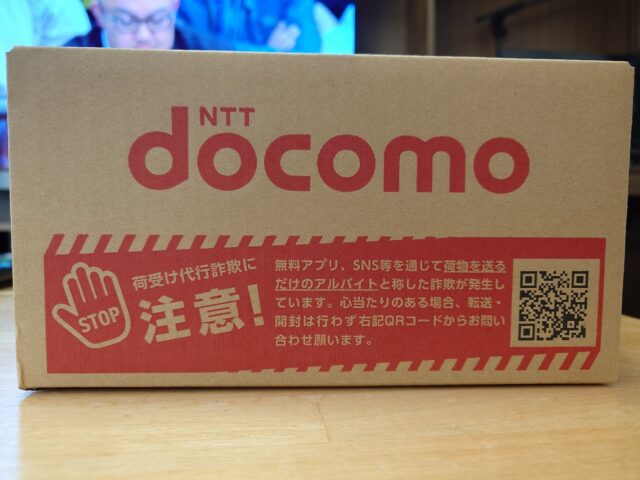 NTT
docomo
STOP
荷受け代行詐欺に
注意！
無料アプリ、SNS等を通じて荷物を送る
だけのアルバイトと称した詐欺が発生し
ています。心当たりのある場合、転送・
開封は行わず右記QRコードからお問い
合わせ願います。